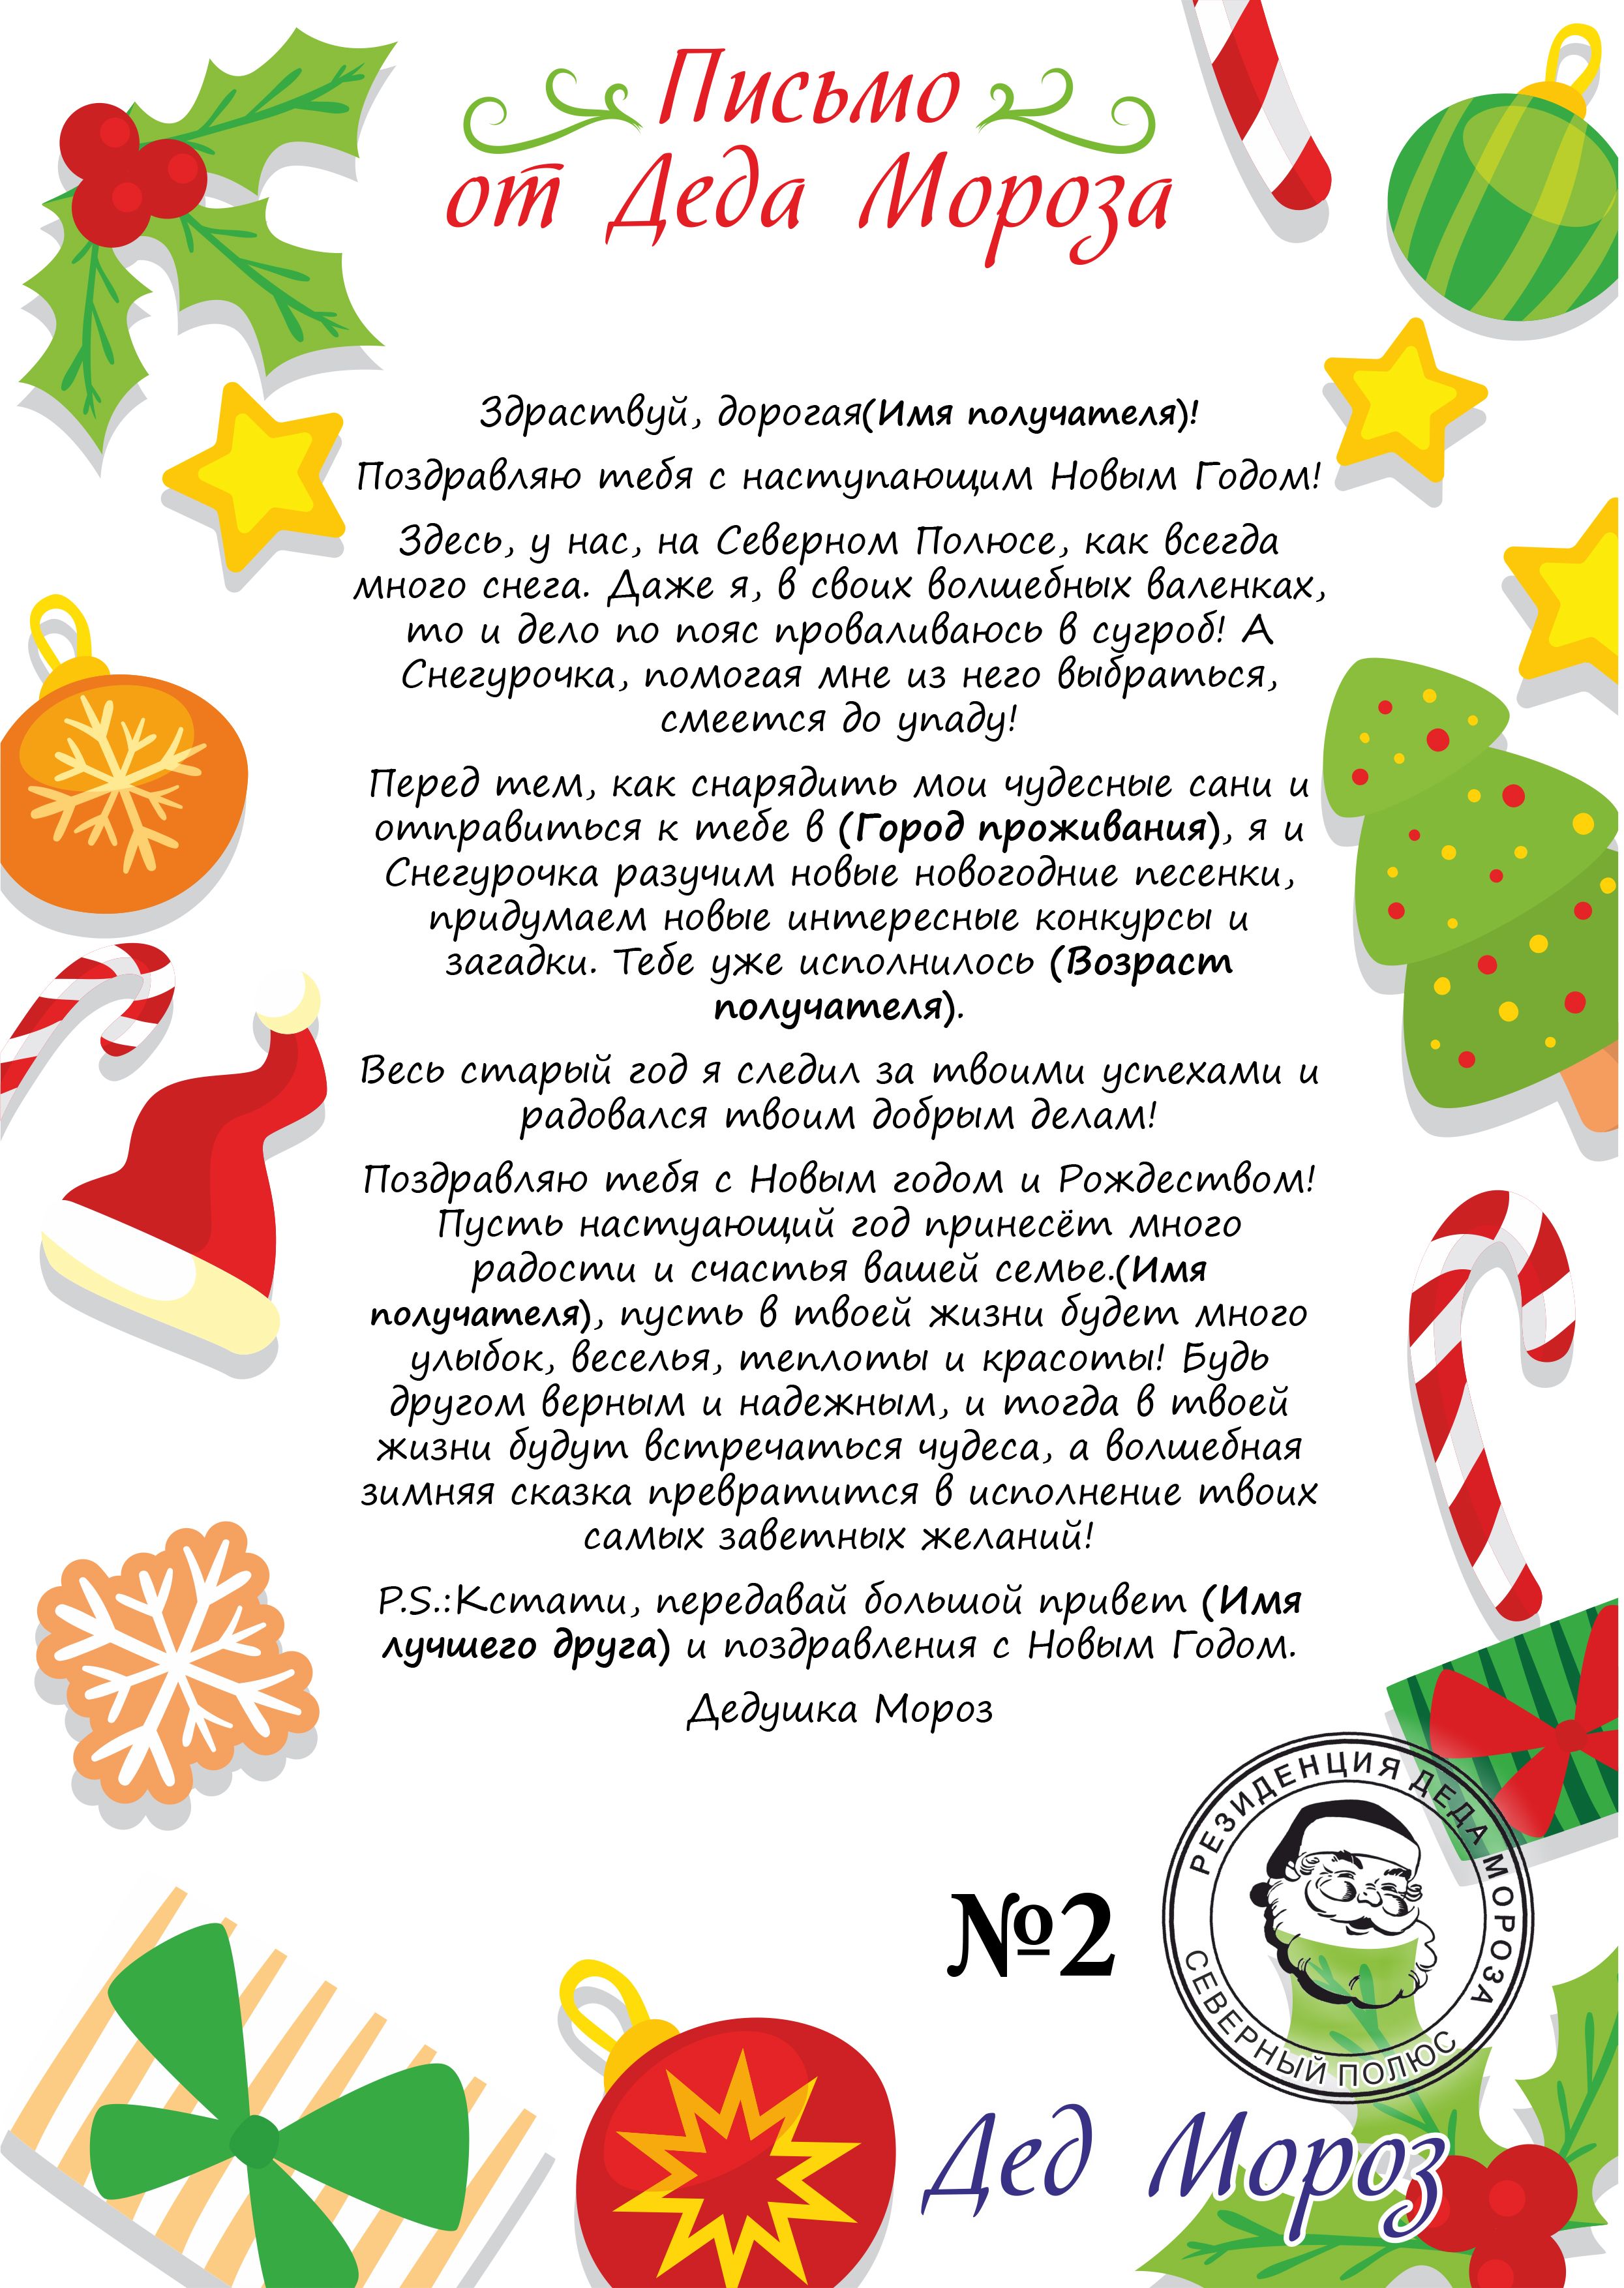 Письмо
от Деда Мороза
Здраствуй, дорогая(Имя получателя)!
Поздравляю тебя с наступающим Новым Годом!
Здесь, у нас, на Северном Полюсе, как всегда
много снега. Даже я, в своих волшебных валенках,
то и дело по пояс проваливаюсь в сугроб! А
Снегурочка, помогая мне из него выбраться,
смеется до упаду!
Перед тем, как снарядить мои чудесные сани и
отправиться к тебе в (Город проживания), я и
Снегурочка разучим новые новогодние песенки,
придумаем новые интересные конкурсы и
загадки. Тебе уже исполнилось (Возраст
получателя).
Весь старый год я следил за твоими успехами и
радовался твоим добрым делам!
Поздравляю тебя с Новым годом и Рождеством!
Пусть настуающий год принесёт много
радости и счастья вашей семье.(Имя
получателя), пусть в твоей жизни будет много
улыбок, веселья, теплоты и красоты! Будь
другом верным и надежным, и тогда в твоей
жизни будут встречаться чудеса, а волшебная
зимняя сказка превратится в исполнение твоих
самых заветных желаний!
P.S.:Кстати, передавай большой привет (Имя
лучшего друга) и поздравления с Новым Годом.
Дедушка Мороз
РЕЗИДЕНЦИЯ ДЕДА МОРОЗА
СЕВЕРНЫЙ ПОЛЮС
№2
Дед Мороз